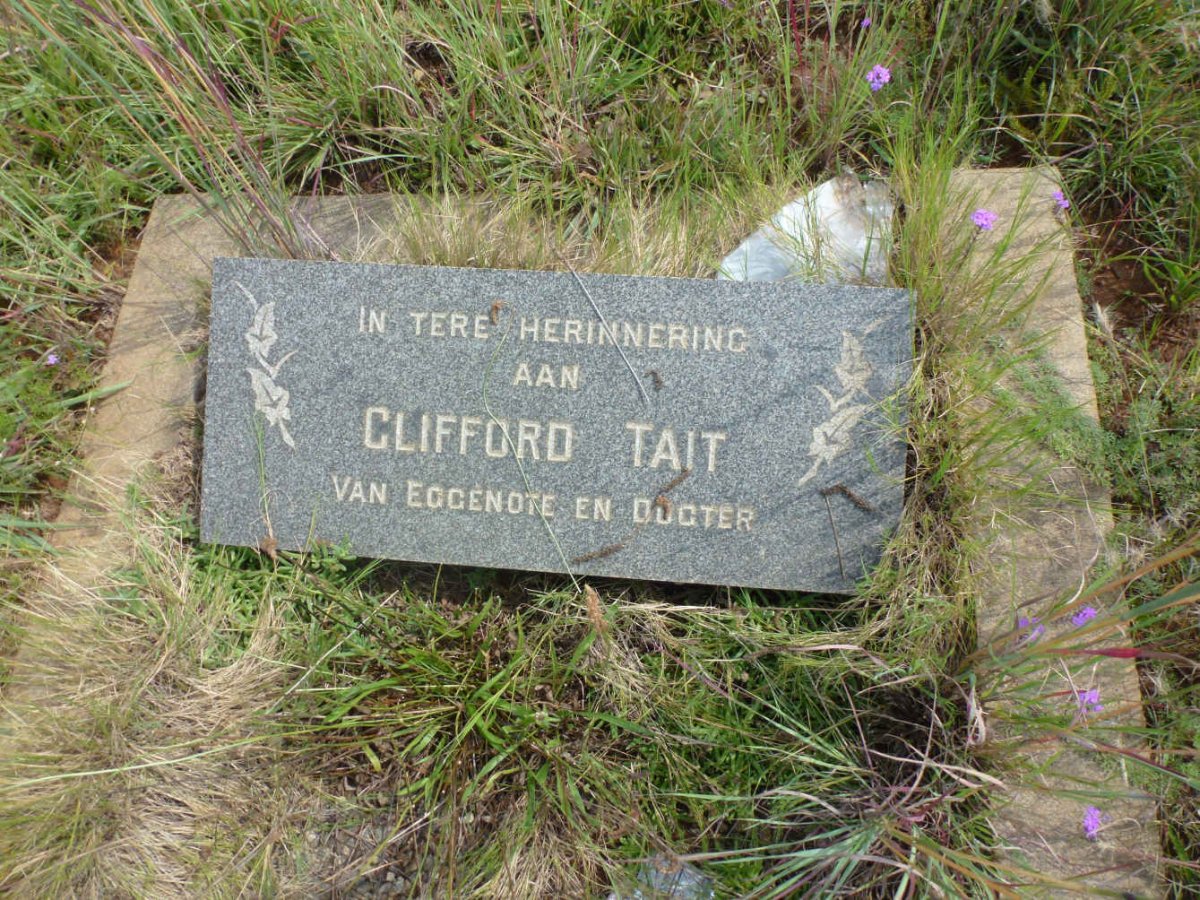 IN TERE HERINNERING
AAN
CLIFFORD TAIT
VAN EGGENOTE EN DOGTER